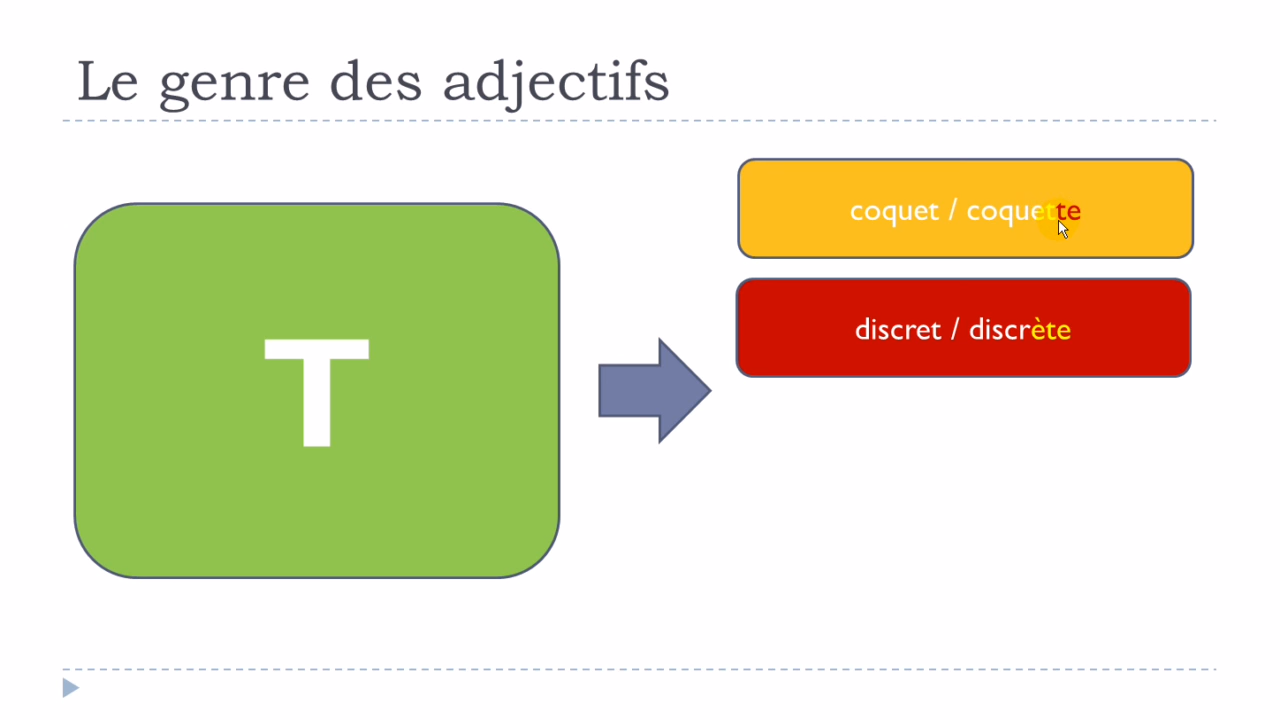 Le genre des adjectifs
T
coquet / coquette
discret / discrète